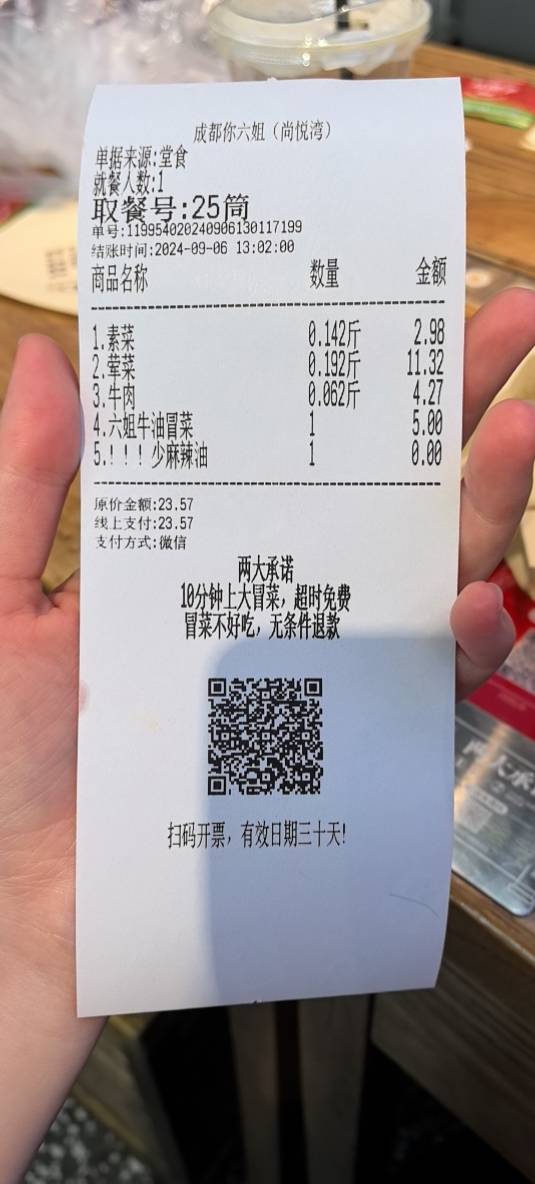 成都你六姐（尚悦湾）
单据来源:堂食
就餐人数:1
取餐号:25筒
单号:119954020240906130117199
结账时间:2024-09-06 13:02:00
商品名称 数量 金额
1.素菜 0.142斤 2.98
2.荤菜 0.192斤 11.32
3.牛肉 0.062斤 4.27
4.六姐牛油冒菜 1 5.00
5.！！！少麻辣油 1 0.00
原价金额:23.57
线上支付:23.57
支付方式:微信
两大承诺
10分钟上大冒菜，超时免费
冒菜不好吃，无条件退款
扫码开票，有效日期三十天!